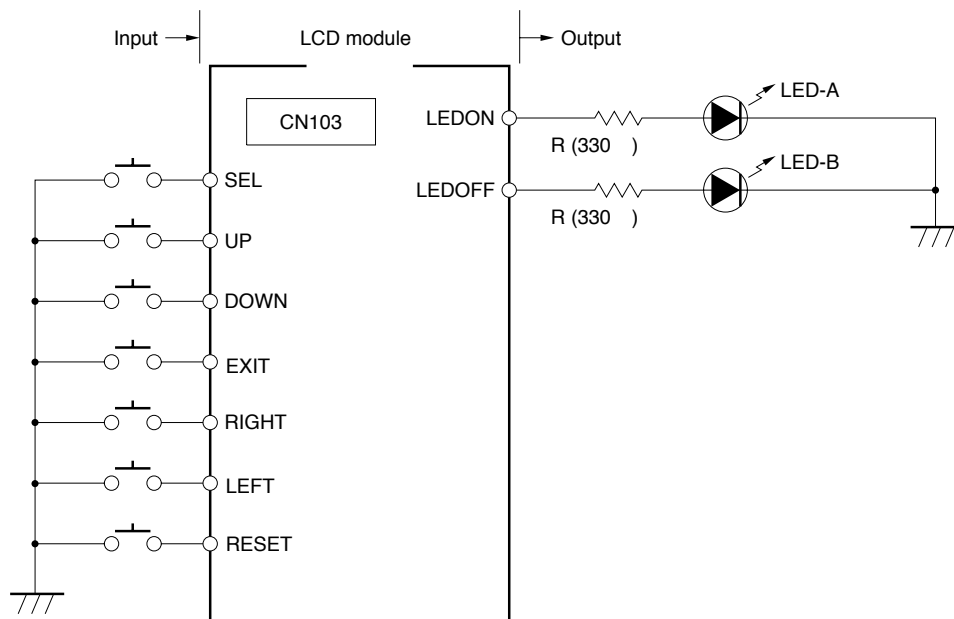 Input
LCD module
Output
CN103
LEDON
LED-A
R (330 )
LEDOFF
LED-B
R (330 )
SEL
UP
DOWN
EXIT
RIGHT
LEFT
RESET